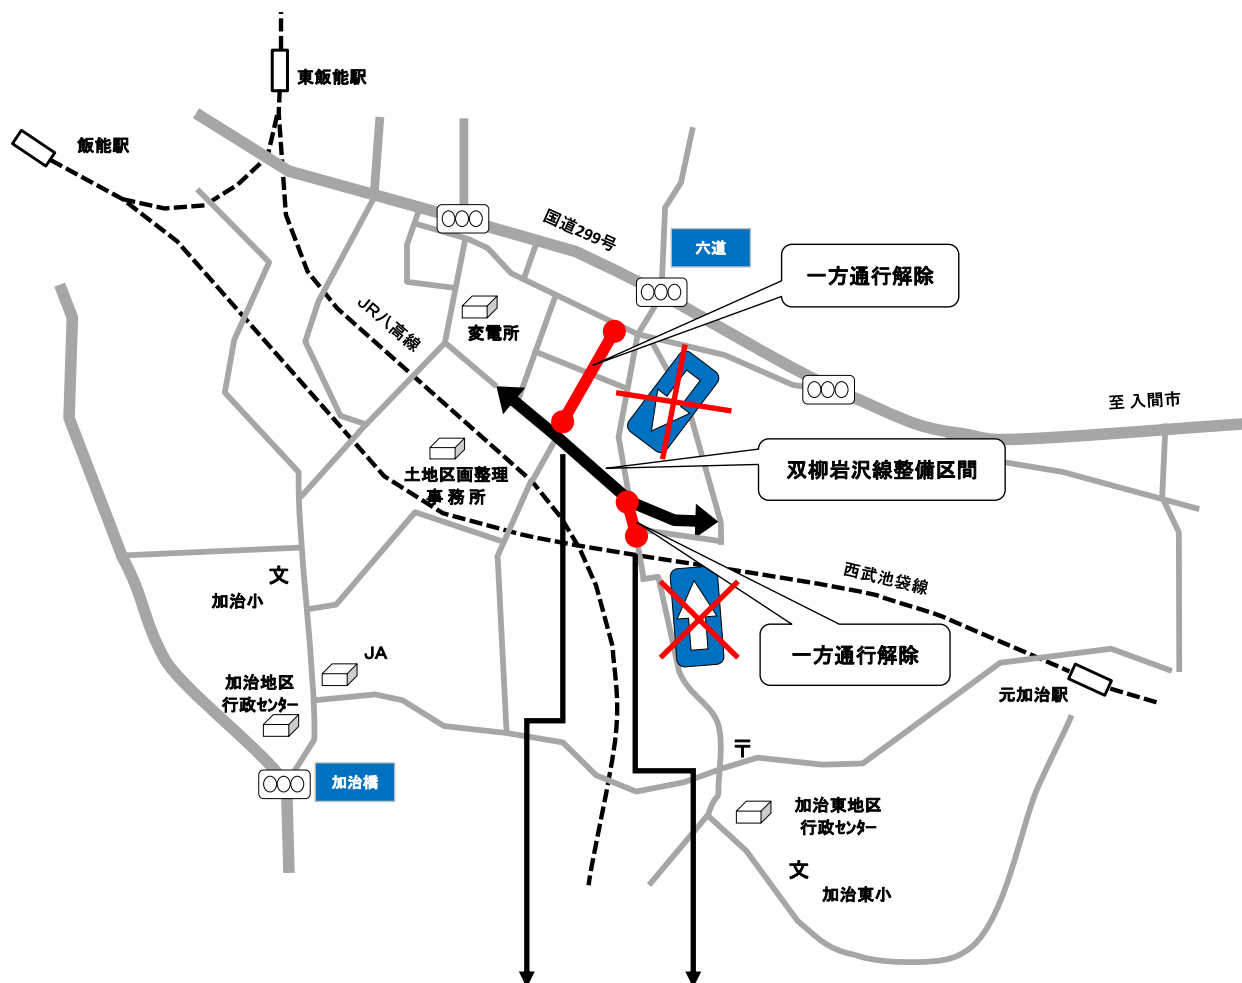 東飯能駅
飯能駅
国道299号
六道
一方通行解除
JR八高線
変電所
至 入間市
双柳岩沢線整備区間
土地区画整理
事務所
西武池袋線
文
加治小
一方通行解除
JA
加治地区
行政センター
元加治駅
〒
加治橋
加治東地区
行政センター
文
加治東小